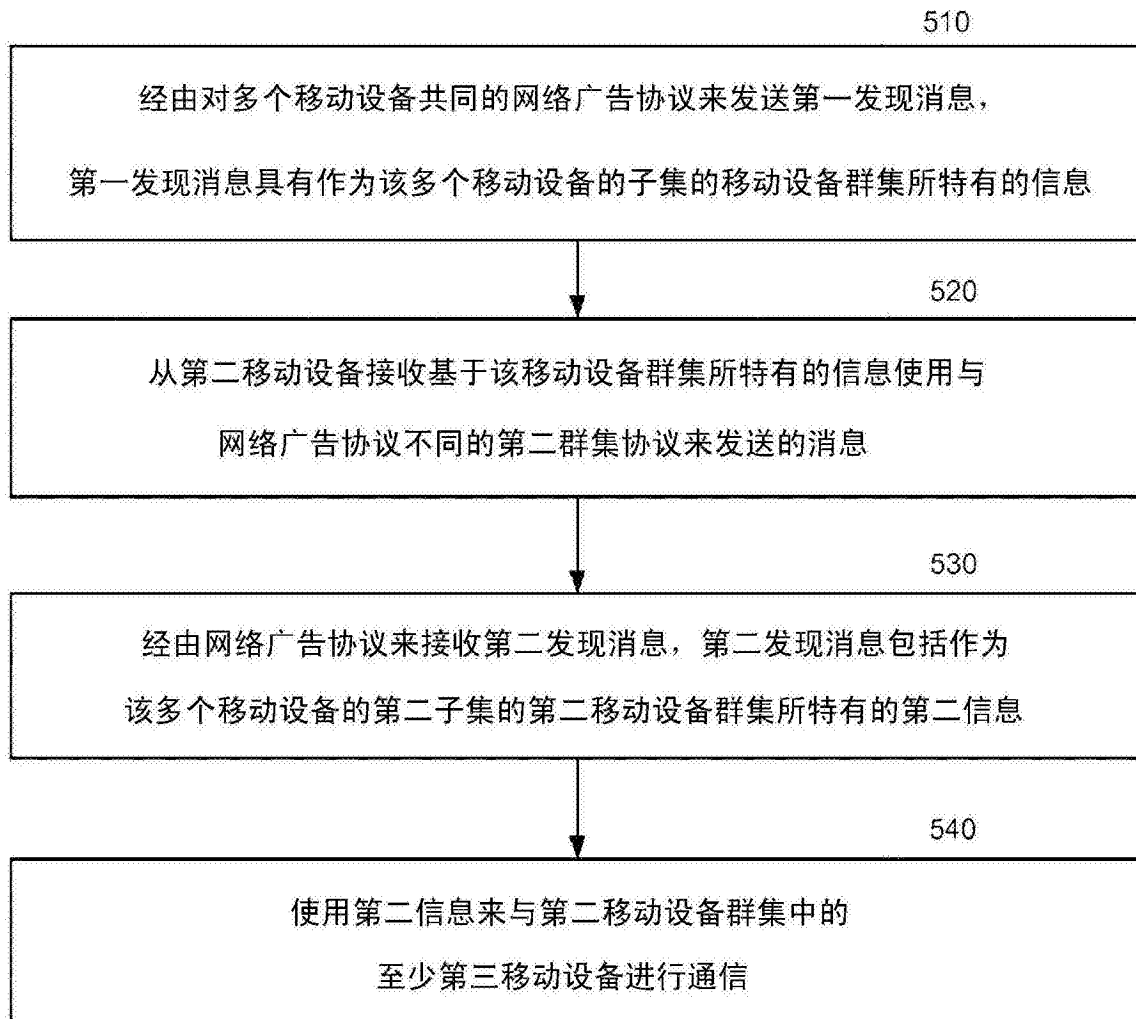 510
经由对多个移动设备共同的网络广告协议来发送第一发现消息，
第一发现消息具有作为该多个移动设备的子集的移动设备群集所特有的信息
520
从第二移动设备接收基于该移动设备群集所特有的信息使用与
网络广告协议不同的第二群集协议来发送的消息
530
经由网络广告协议来接收第二发现消息，第二发现消息包括作为
该多个移动设备的第二子集的第二移动设备群集所特有的第二信息
540
使用第二信息来与第二移动设备群集中的
至少第三移动设备进行通信